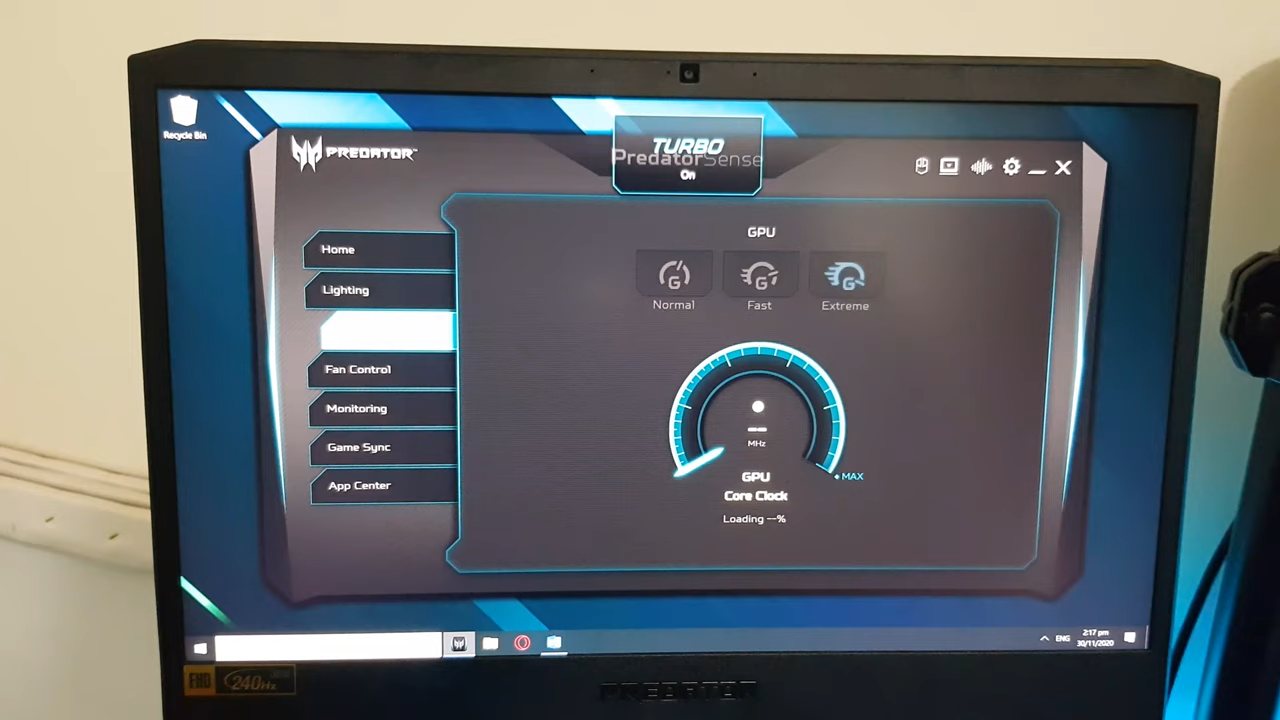 Recycle Bin
PREDATOR
TURBO
PredatorSense
On
GPU
Normal
Fast
Extreme
Home
Lighting
Fan Control
Monitoring
Game Sync
App Center
G
G
G
--
MHz
GPU
Core Clock
Loading --%
MAX
ENG
2:17 pm
30/11/2020
FHD
240Hz
PREDATOR